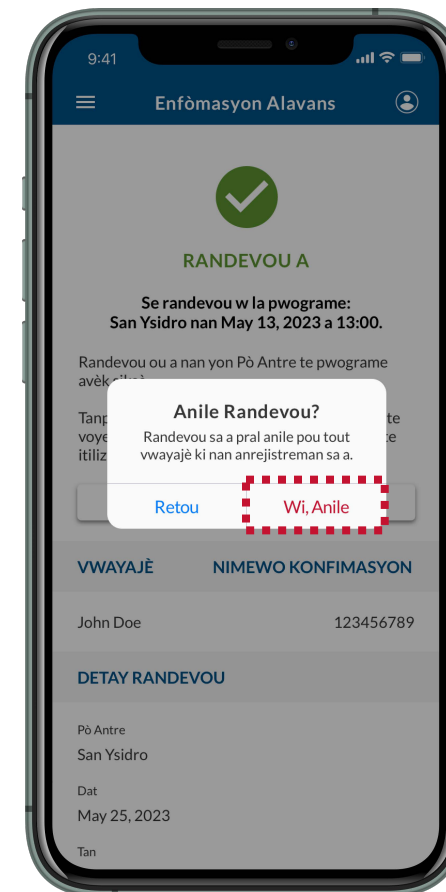 9:41
Enfòmasyon Alavans
RANDEVOU A
Se randevou w la pwograme:
San Ysidro nan May 13, 2023 a 13:00.
Randevou ou a nan yon Pò Antre te pwograme
avèk
Anile Randevou?
Randevou sa a pral anile pou tout
vwayajè ki nan anrejistreman sa a.
Retou
Wi, Anile
VWAYAJÈ NIMEWO KONFIMASYON
John Doe 123456789
DETAY RANDEVOU
Pò Antre
San Ysidro
Dat
May 25, 2023
Tan